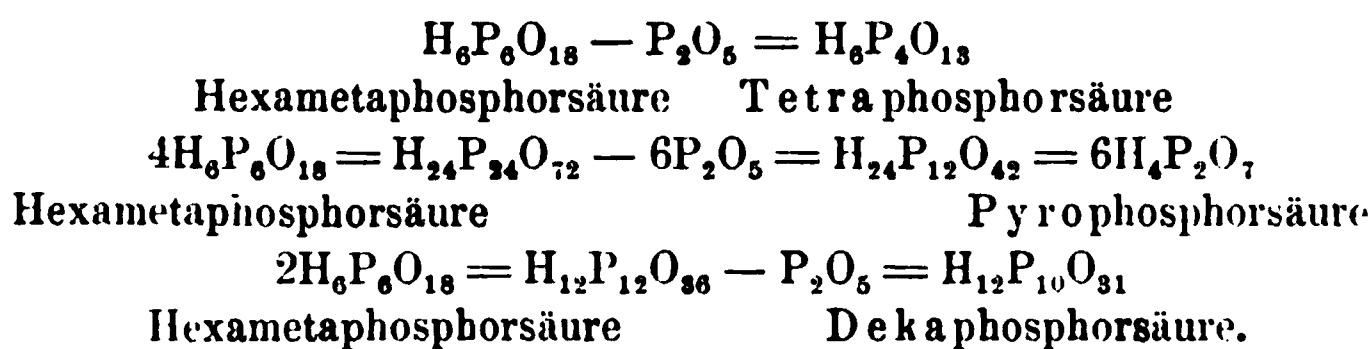 H₆P₆O₁₈ — P₂O₅ = H₆P₄O₁₃
Hexametaphosphorsäure Tetraphosphorsäure
4H₆P₆O₁₈ = H₂₄P₂₄O₇₂ — 6P₂O₅ = H₂₄P₁₂O₄₂ = 6H₄P₂O₇
Hexametaphosphorsäure Pyrophosphorsäure
2H₆P₆O₁₈ = H₁₂P₁₂O₃₆ — P₂O₅ = H₁₂P₁₀O₃₁
Hexametaphosphorsäure Dekaphosphorsäure.